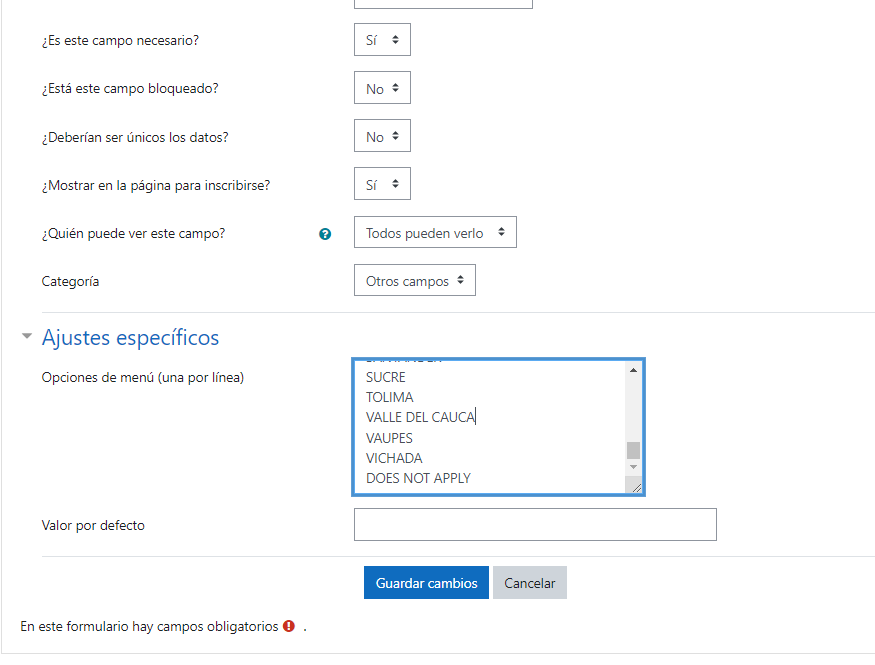 ¿Es este campo necesario? Sí
¿Está este campo bloqueado? No
¿Deberían ser únicos los datos? No
¿Mostrar en la página para inscribirse? Sí
¿Quién puede ver este campo? ? Todos pueden verlo
Categoría Otros campos
Ajustes específicos
Opciones de menú (una por línea)
SUCRE
TOLIMA
VALLE DEL CAUCA
VAUPES
VICHADA
DOES NOT APPLY
Valor por defecto
Guardar cambios Cancelar
En este formulario hay campos obligatorios ! .